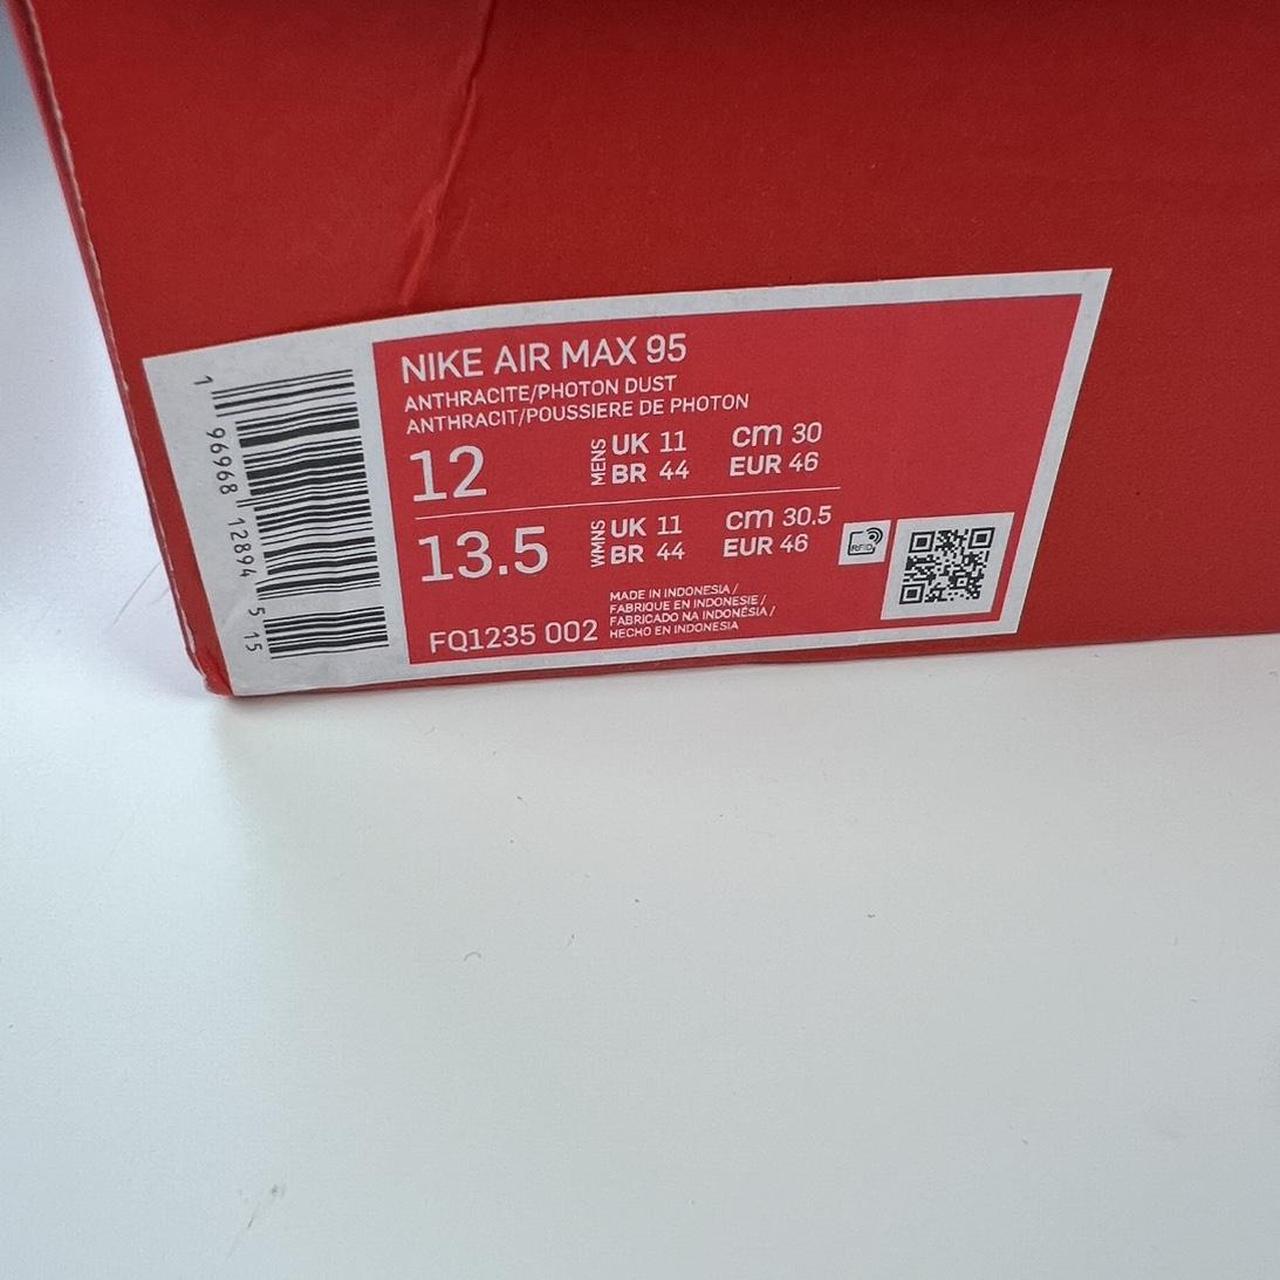 1 96968 12894 5 15
NIKE AIR MAX 95
ANTHRACITE/PHOTON DUST
ANTHRACIT/POUSSIERE DE PHOTON
12 MENS UK 11 cm 30
BR 44 EUR 46
13.5 WMNS UK 11 cm 30.5
BR 44 EUR 46
RFID
FQ1235 002
MADE IN INDONESIA /
FABRIQUE EN INDONESIE /
FABRICADO NA INDONÉSIA /
HECHO EN INDONESIA